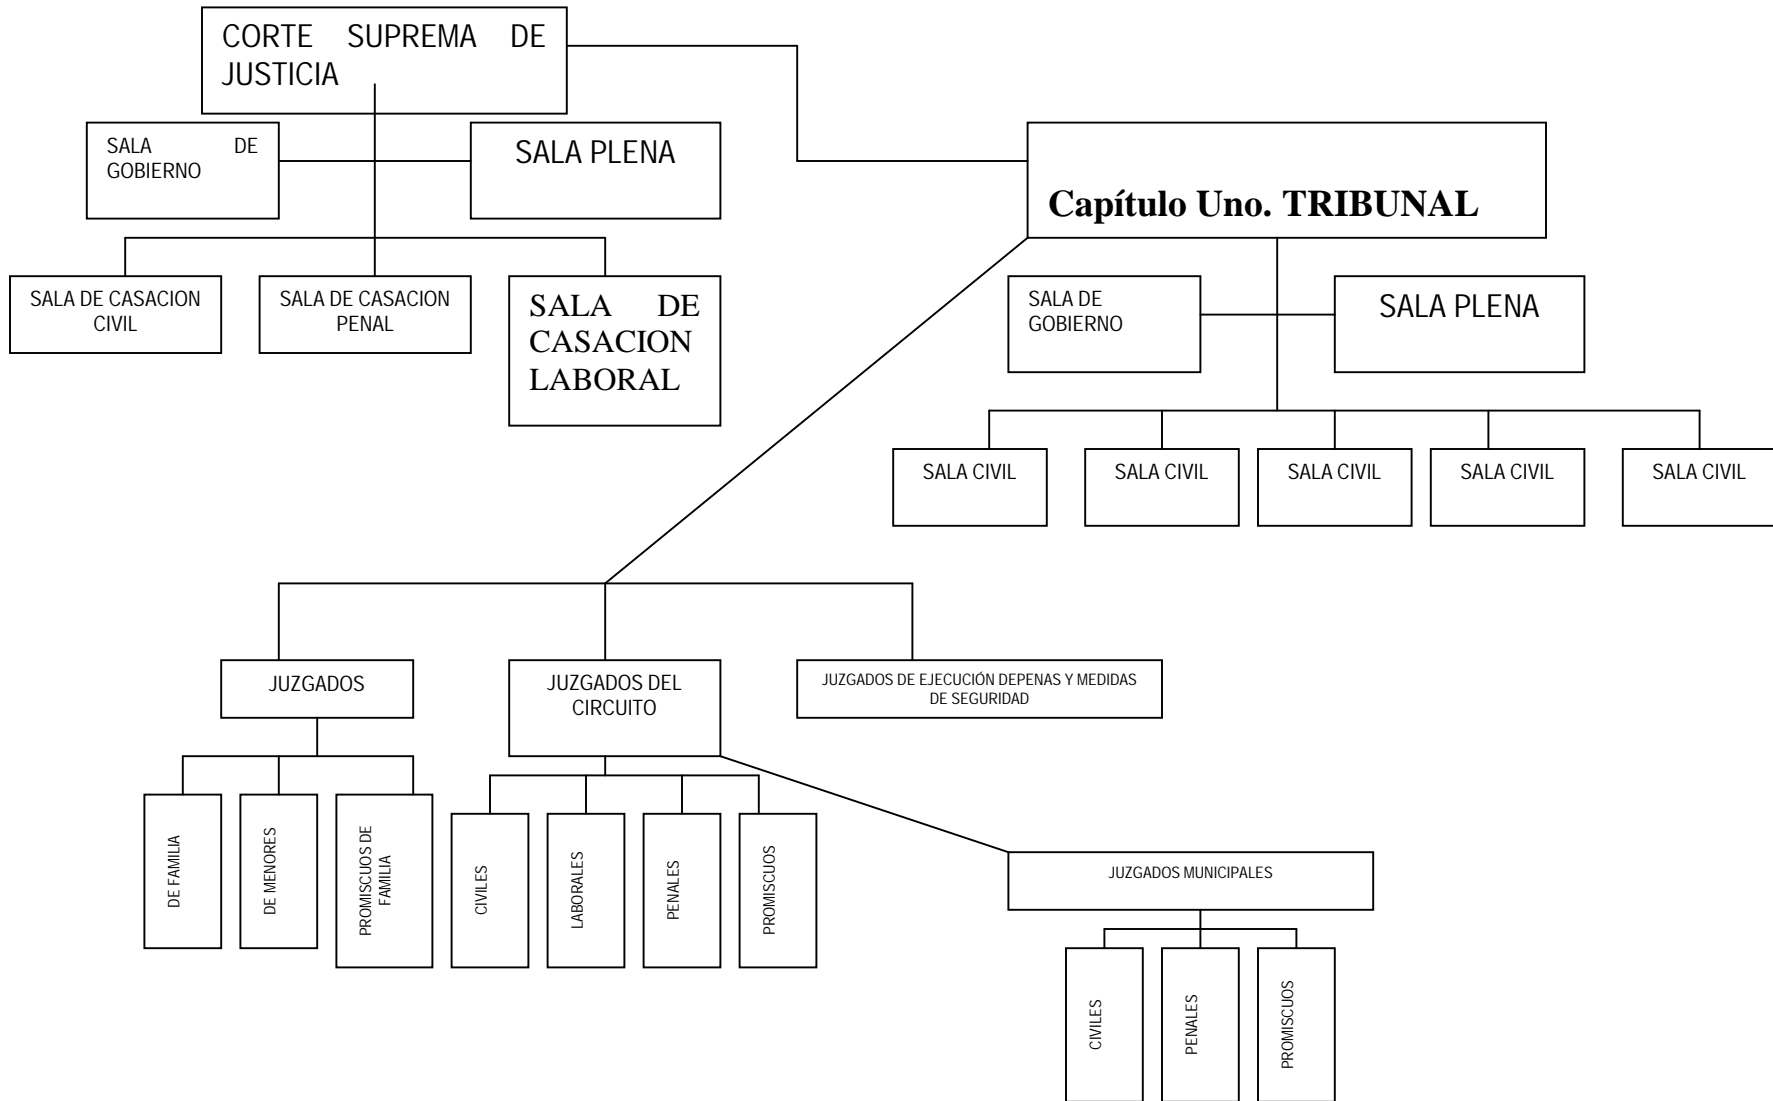 CORTE SUPREMA DE
JUSTICIA
SALA DE
GOBIERNO
SALA PLENA
Capítulo Uno. TRIBUNAL
SALA DE CASACION
CIVIL
SALA DE CASACION
PENAL
SALA DE
CASACION
LABORAL
SALA DE
GOBIERNO
SALA PLENA
SALA CIVIL
SALA CIVIL
SALA CIVIL
SALA CIVIL
SALA CIVIL
JUZGADOS
JUZGADOS DEL
CIRCUITO
JUZGADOS DE EJECUCIÓN DEPENAS Y MEDIDAS
DE SEGURIDAD
DE FAMILIA
DE MENORES
PROMISCUOS DE
FAMILIA
CIVILES
LABORALES
PENALES
PROMISCUOS
JUZGADOS MUNICIPALES
CIVILES
PENALES
PROMISCUOS